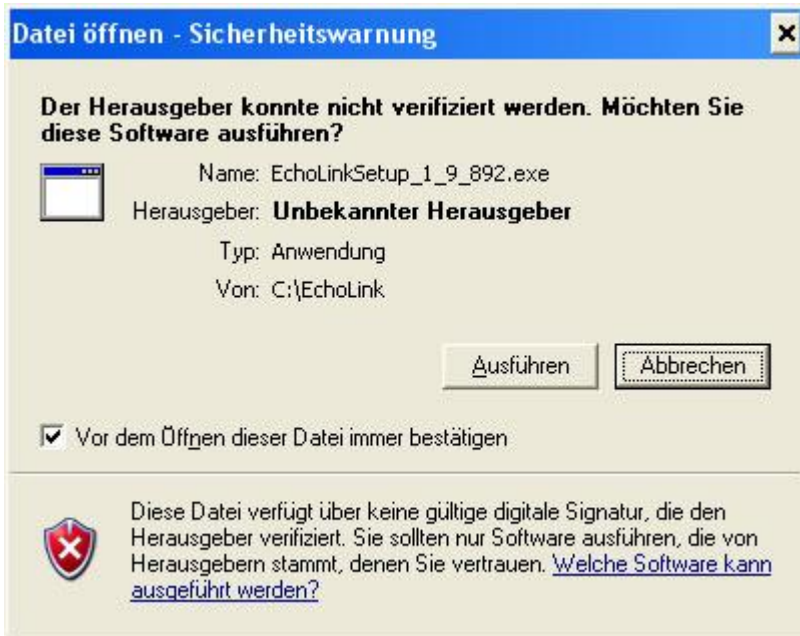 Datei öffnen - Sicherheitswarnung
Der Herausgeber konnte nicht verifiziert werden. Möchten Sie
diese Software ausführen?
Name: EchoLinkSetup_1_9_892.exe
Herausgeber: Unbekannter Herausgeber
Typ: Anwendung
Von: C:\EchoLink
Ausführen Abbrechen
Vor dem Öffnen dieser Datei immer bestätigen
Diese Datei verfügt über keine gültige digitale Signatur, die den
Herausgeber verifiziert. Sie sollten nur Software ausführen, die von
Herausgebern stammt, denen Sie vertrauen. Welche Software kann
ausgeführt werden?